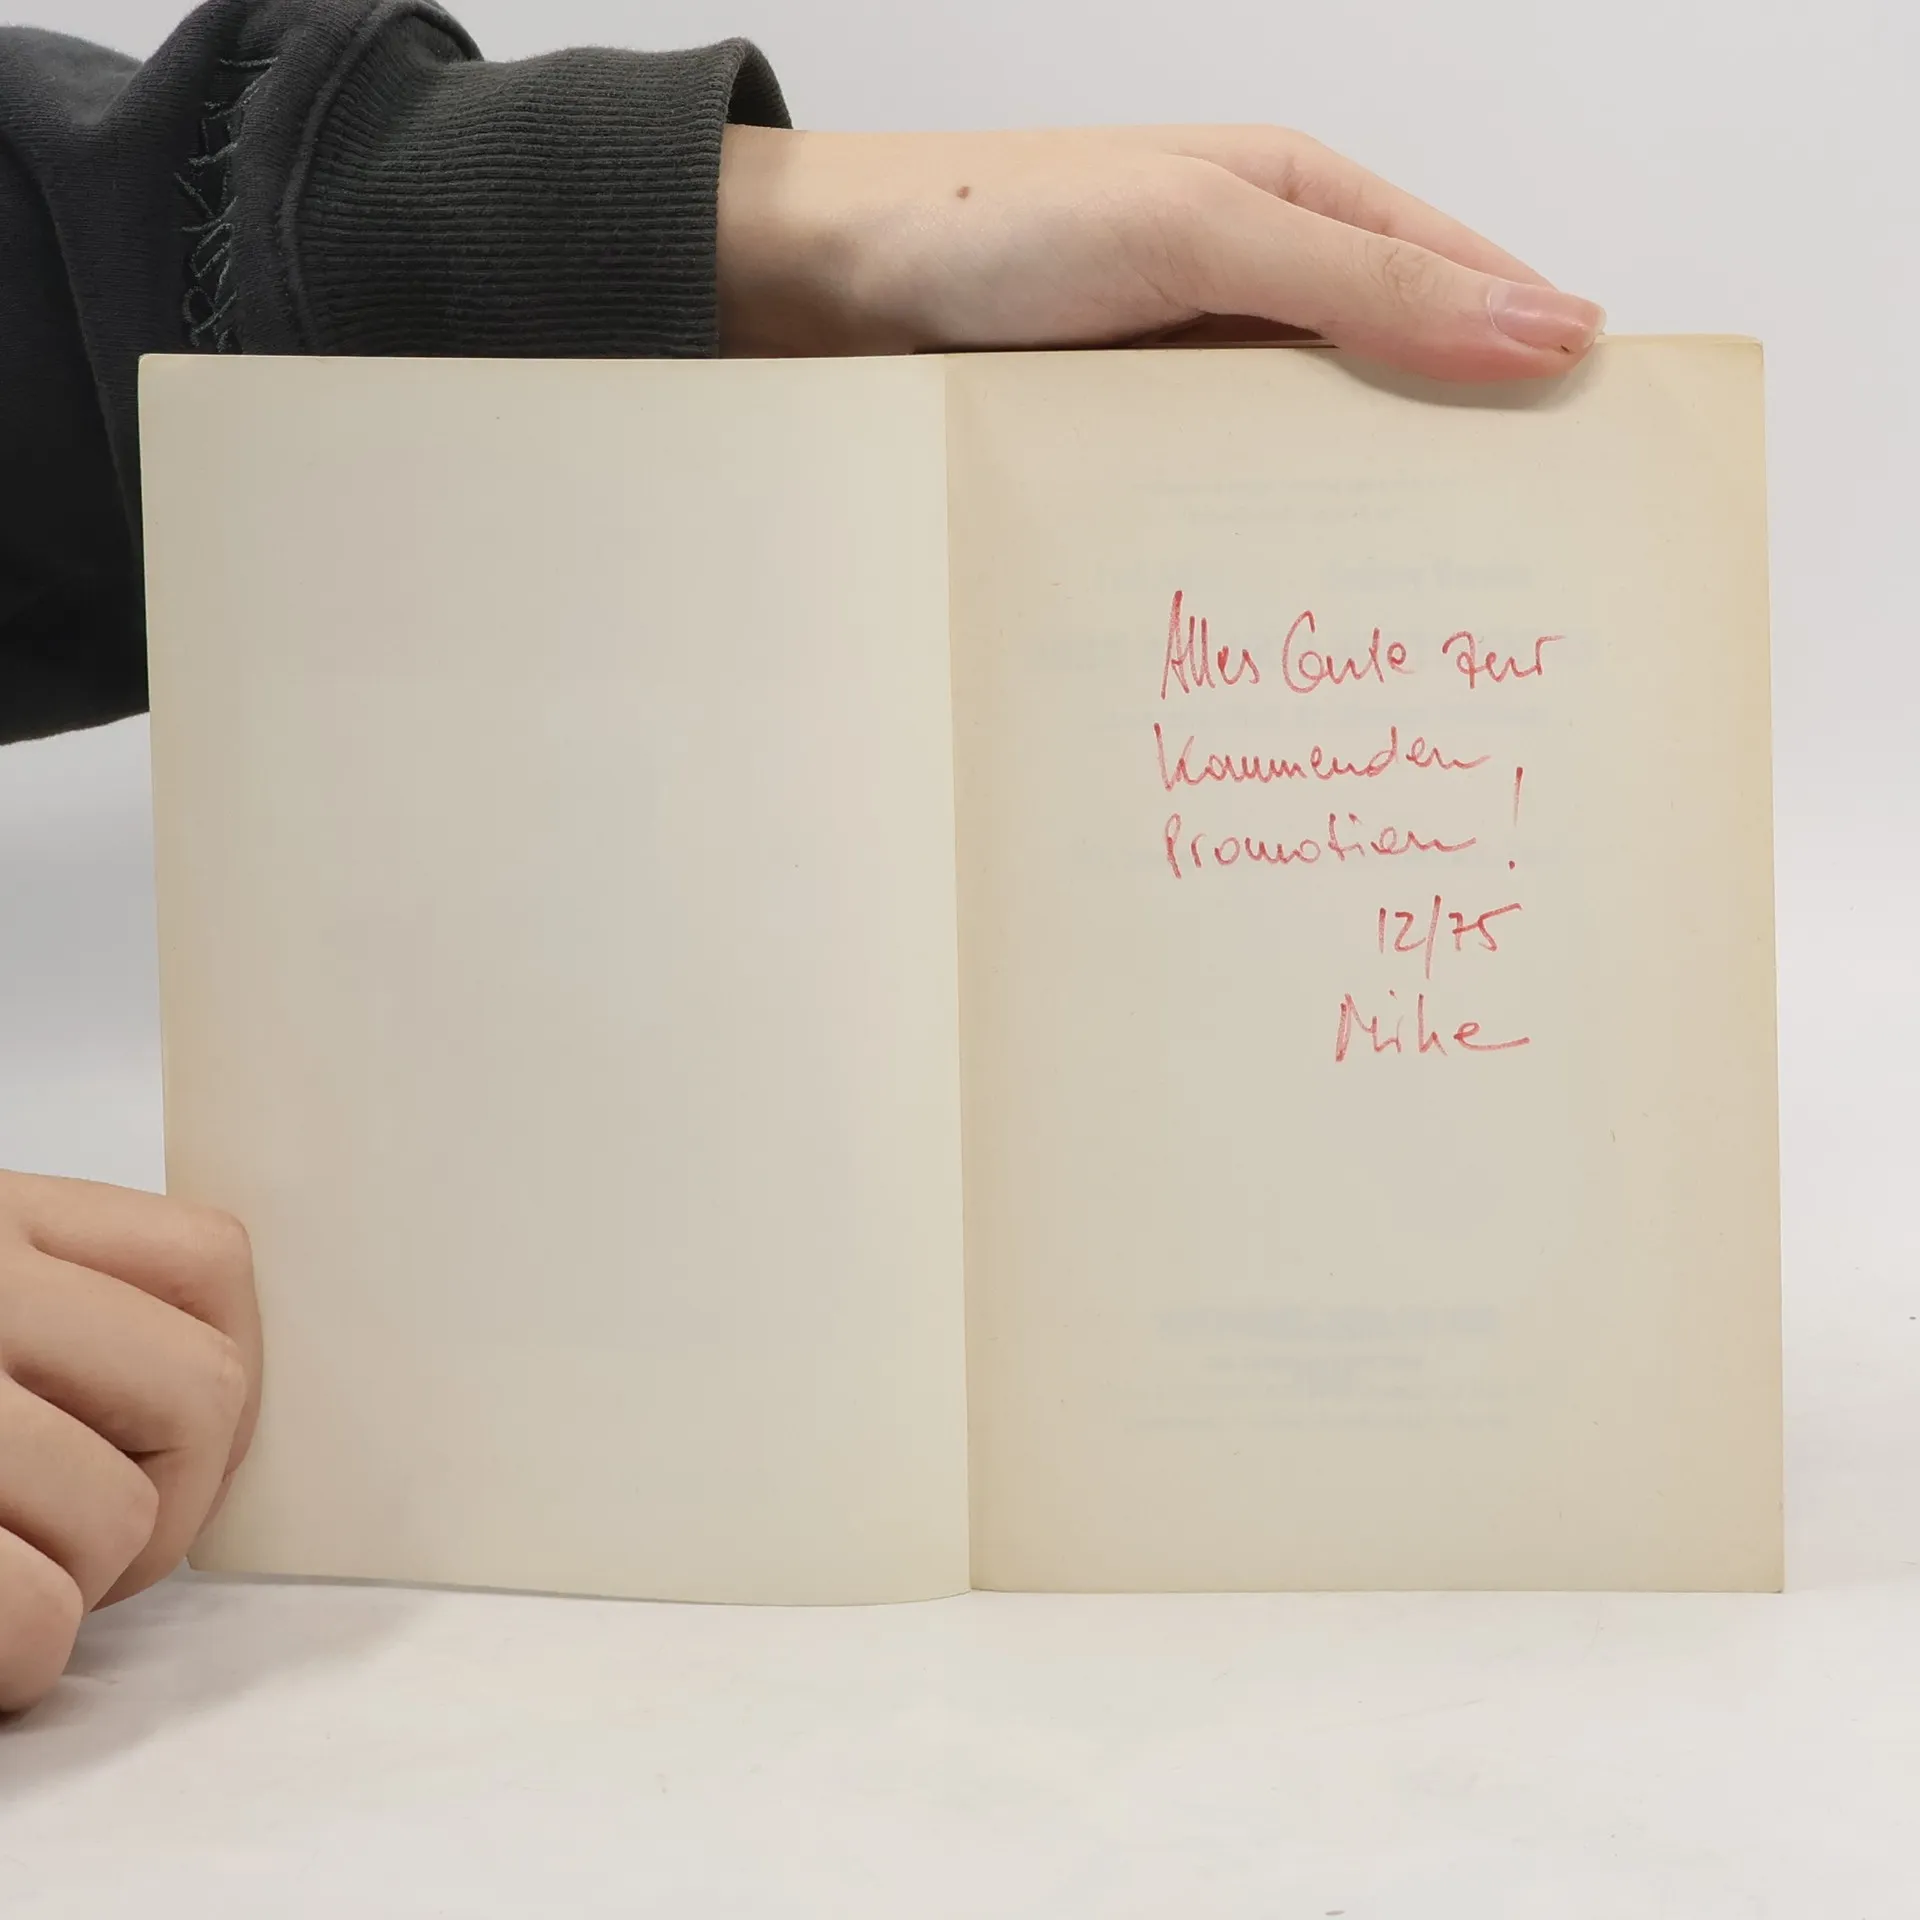 Alles Gute zur
kommenden
Promotion!
12/75
Mike